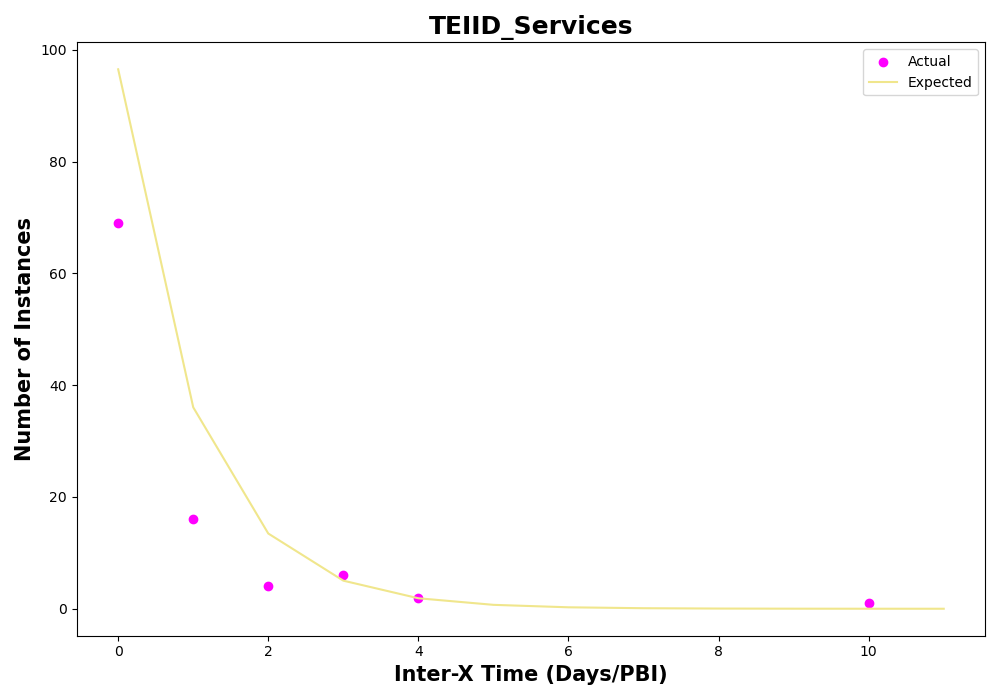 TEIID_Services
100
80
60
40
20
0
Number of Instances
Actual
Expected
0 2 4 6 8 10
Inter-X Time (Days/PBI)